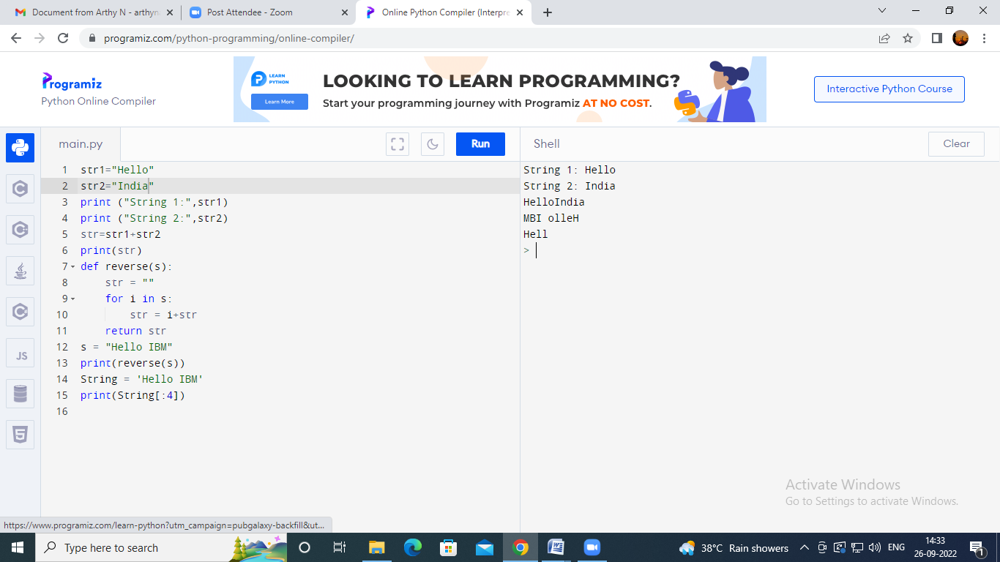 Document from Arthy N - arthyn
Post Attendee - Zoom
Online Python Compiler (Interpre
programiz.com/python-programming/online-compiler/
Programiz
Python Online Compiler
LEARN
PYTHON
Learn More
LOOKING TO LEARN PROGRAMMING?
Start your programming journey with Programiz AT NO COST.
Interactive Python Course
main.py
Run
Shell
Clear
1 str1="Hello"
2 str2="India"
3 print ("String 1:",str1)
4 print ("String 2:",str2)
5 str=str1+str2
6 print(str)
7 def reverse(s):
8     str = ""
9     for i in s:
10         str = i+str
11     return str
12 s = "Hello IBM"
13 print(reverse(s))
14 String = 'Hello IBM'
15 print(String[:4])
16
String 1: Hello
String 2: India
HelloIndia
MBI olleH
Hell
>
JS
Activate Windows
Go to Settings to activate Windows.
https://www.programiz.com/learn-python?utm_campaign=pubgalaxy-backfill&ut...
Type here to search
38°C Rain showers
ENG
14:33
26-09-2022
1